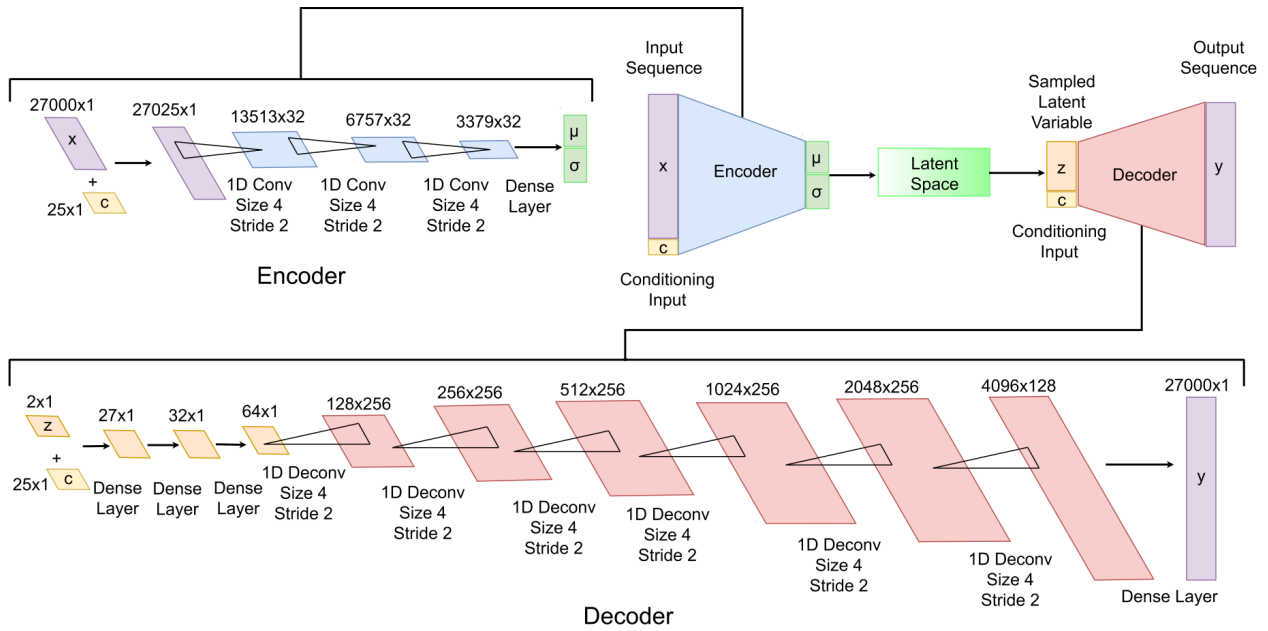 27000x1
x
+
25x1
c
27025x1
13513x32
6757x32
3379x32
1D Conv
Size 4
Stride 2
1D Conv
Size 4
Stride 2
1D Conv
Size 4
Stride 2
Dense
Layer
μ
σ
Encoder
Input
Sequence
x
c
Conditioning
Input
Encoder
μ
σ
Latent
Space
Sampled
Latent
Variable
z
c
Conditioning
Input
Decoder
Output
Sequence
y
2x1
z
+
25x1
c
27x1
32x1
64x1
128x256
256x256
512x256
1024x256
2048x256
4096x128
27000x1
Dense
Layer
Dense
Layer
Dense
Layer
1D Deconv
Size 4
Stride 2
1D Deconv
Size 4
Stride 2
1D Deconv
Size 4
Stride 2
1D Deconv
Size 4
Stride 2
1D Deconv
Size 4
Stride 2
1D Deconv
Size 4
Stride 2
y
Dense Layer
Decoder